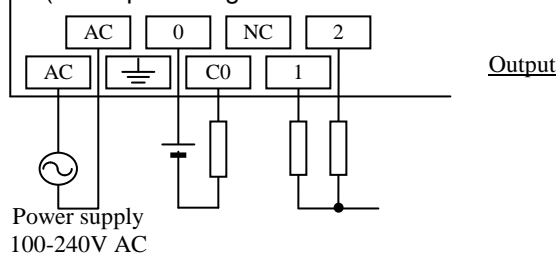 AC 0 NC 2
AC C0 1
Output
Power supply
100-240V AC